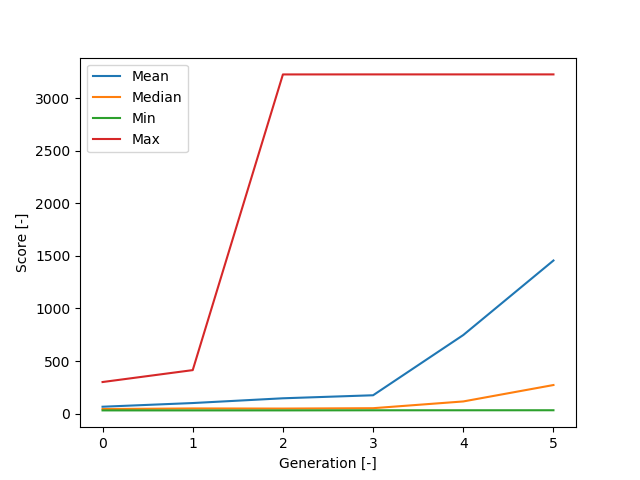 Mean
Median
Min
Max
3000
2500
2000
1500
1000
500
0
Score [-]
0 1 2 3 4 5
Generation [-]